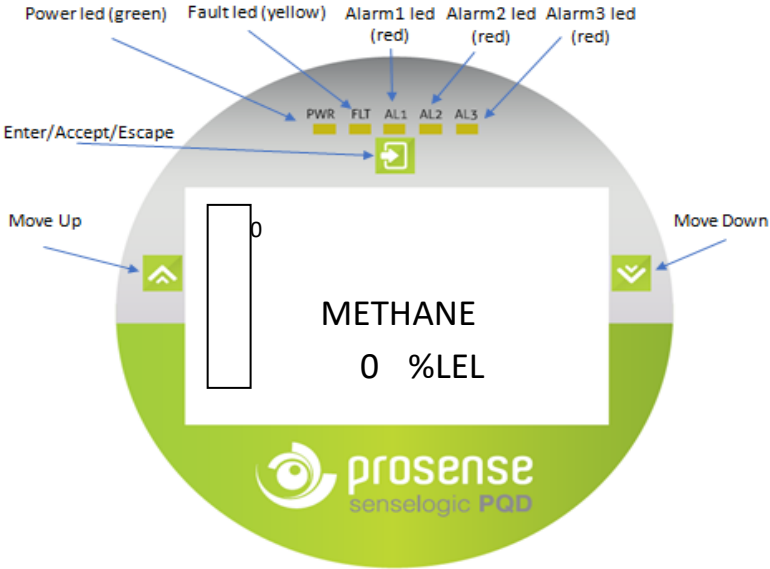 Power led (green)
Fault led (yellow)
Alarm1 led
(red)
Alarm2 led
(red)
Alarm3 led
(red)
PWR FLT AL1 AL2 AL3
Enter/Accept/Escape
Move Up
Move Down
0
METHANE
0 %LEL
prosense
senselogic PQD